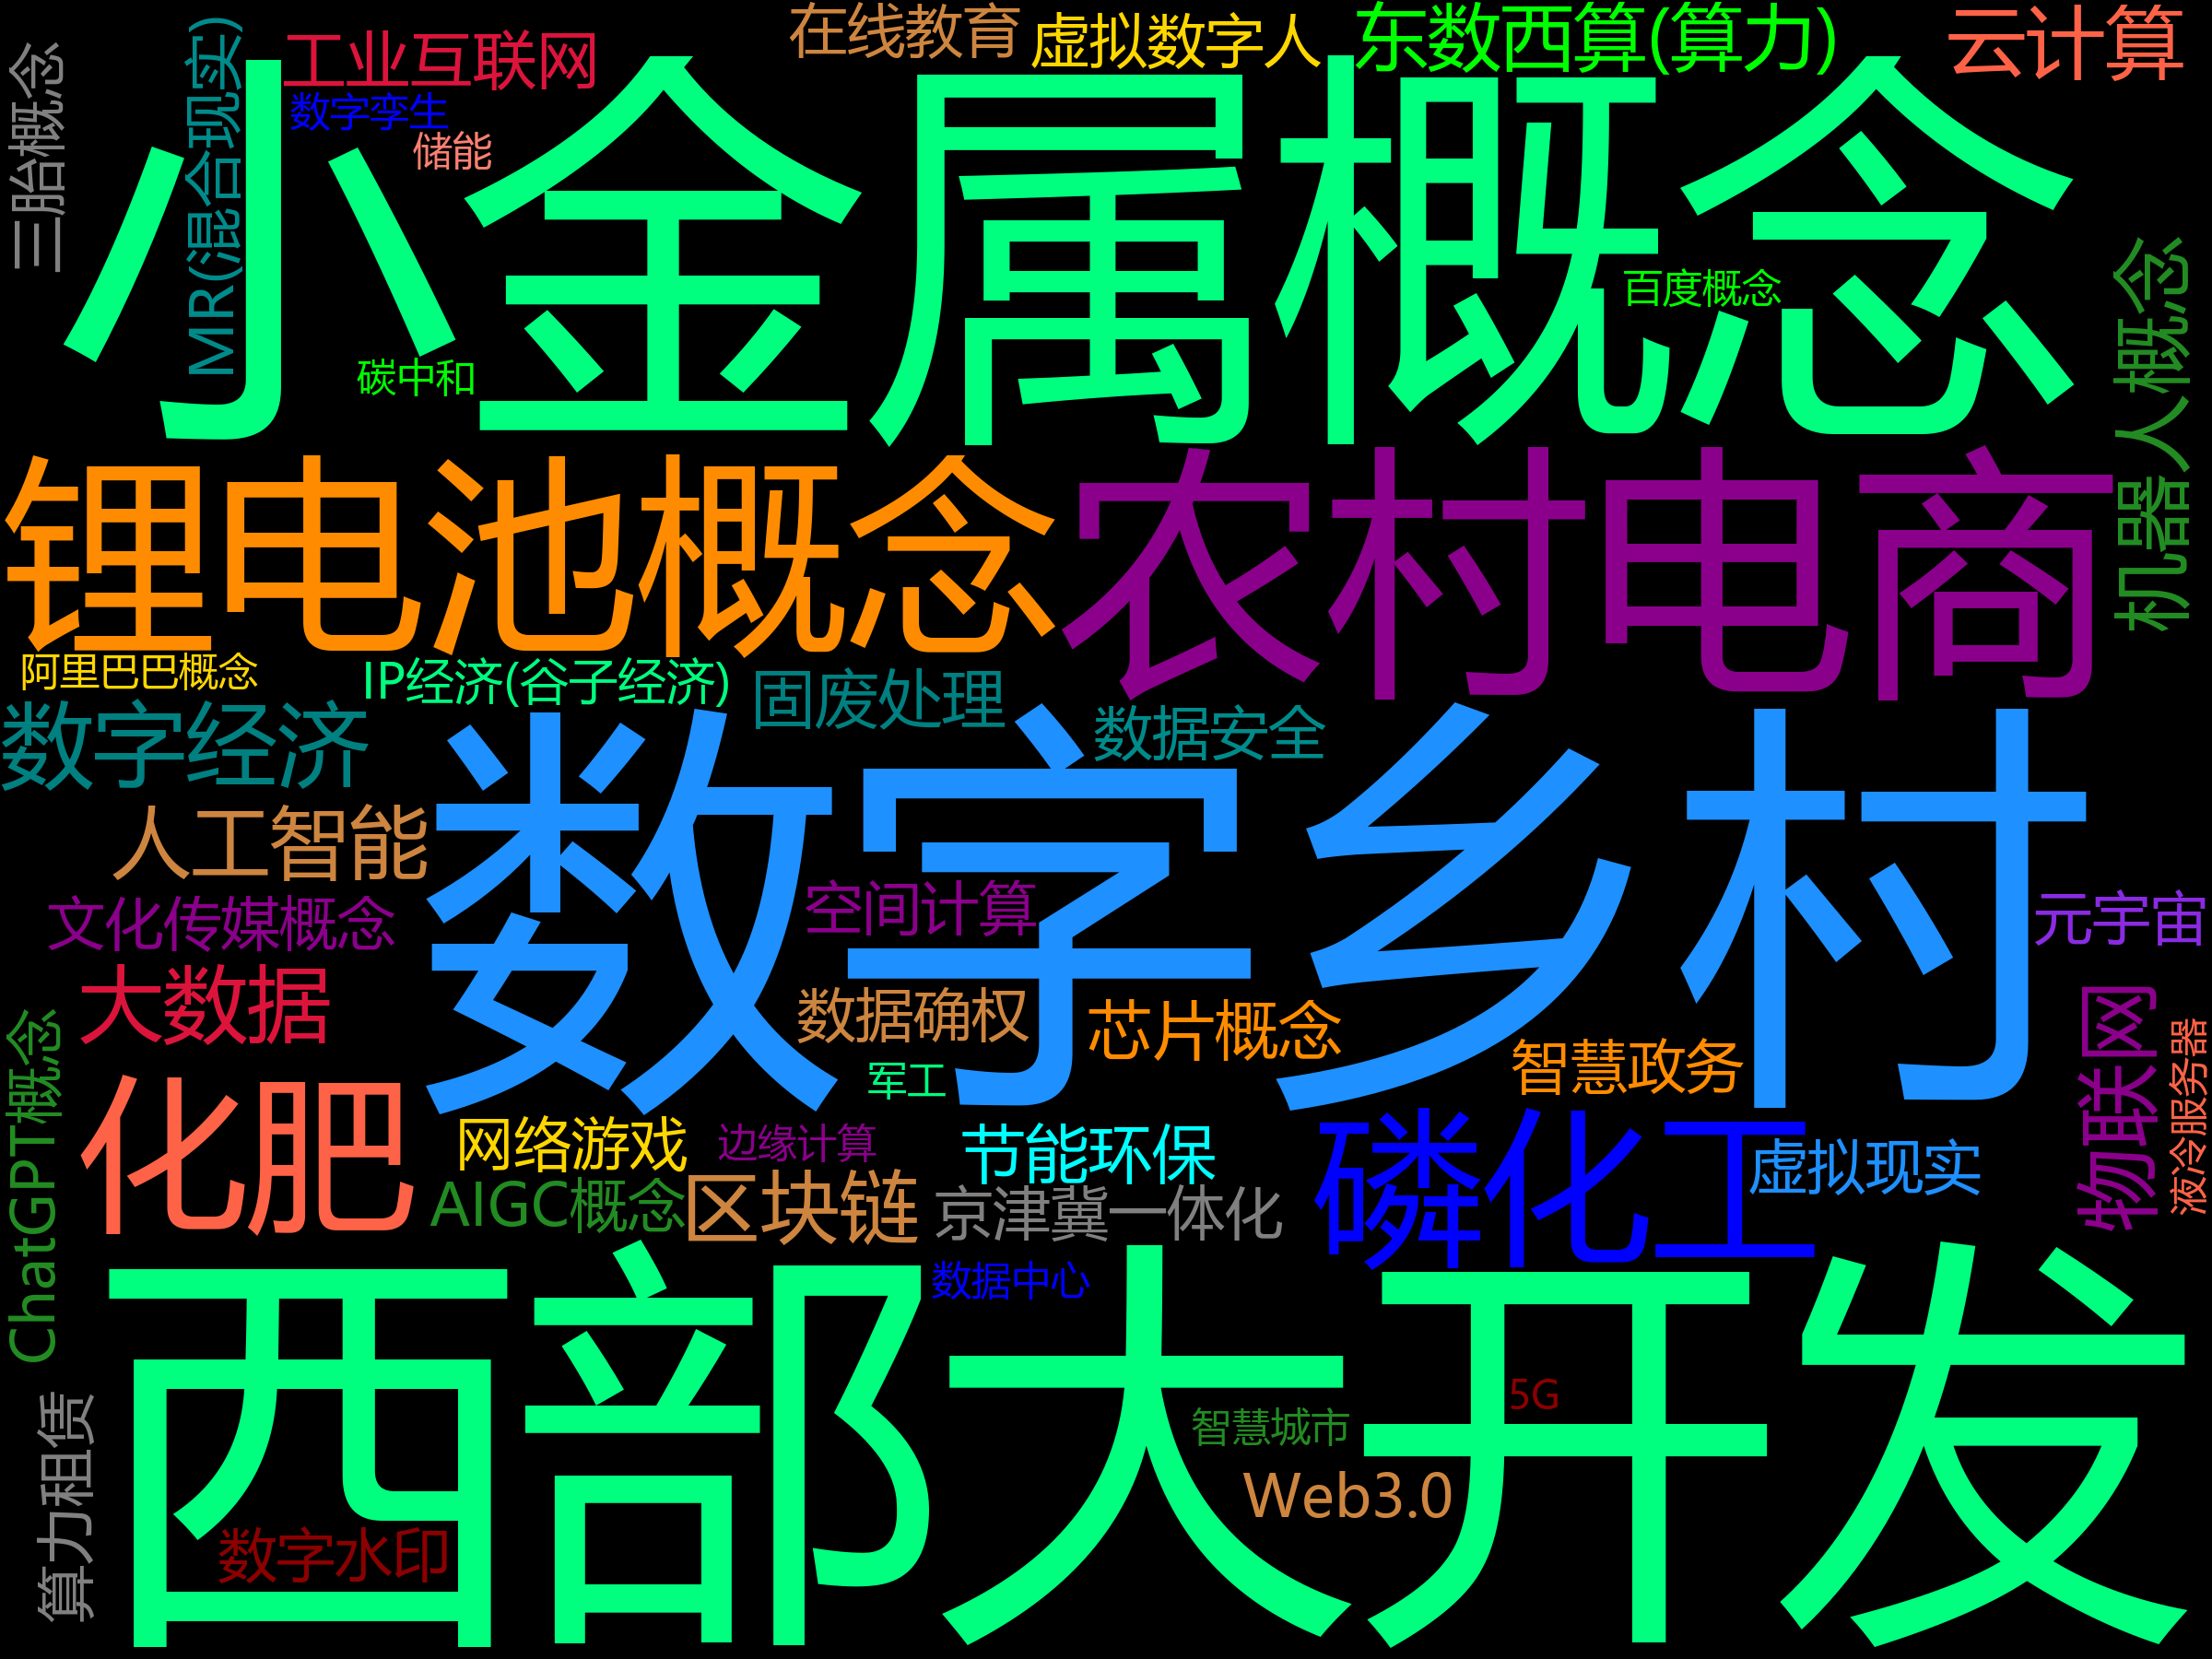 在线教育
虚拟数字人
东数西算(算力)
云计算
工业互联网
数字孪生
储能
三胎概念
MR(混合现实)
小金属概念
百度概念
碳中和
机器人概念
锂电池概念
农村电商
阿里巴巴概念
IP经济(谷子经济)
固废处理
数据安全
数字经济
数字乡村
人工智能
文化传媒概念
空间计算
元宇宙
大数据
数据确权
芯片概念
智慧政务
物联网
液冷服务器
ChatGPT概念
军工
化肥
网络游戏
边缘计算
节能环保
磷化工
虚拟现实
AIGC概念
区块链
京津冀一体化
数据中心
西部大开发
5G
智慧城市
Web3.0
算力租赁
数字水印